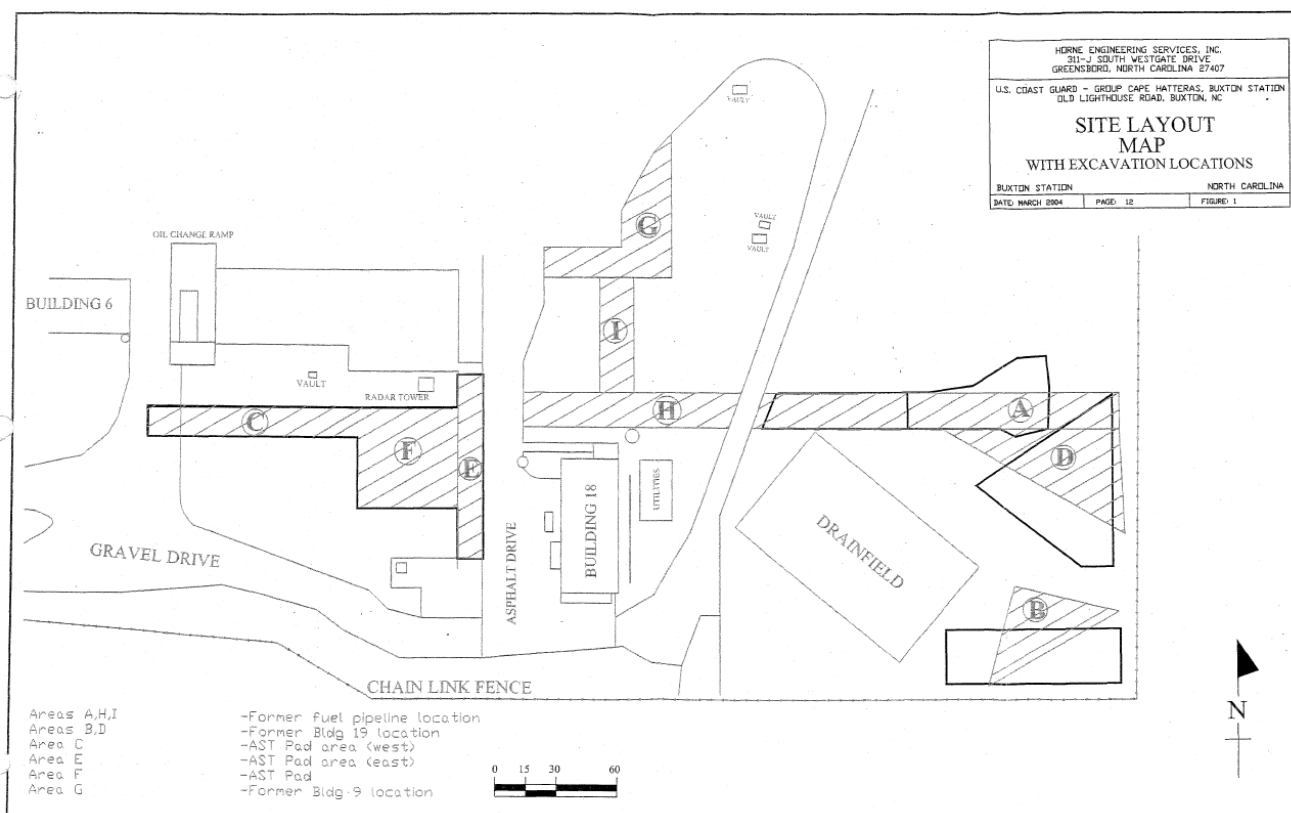 HORNE ENGINEERING SERVICES, INC.
311-J SOUTH WESTGATE DRIVE
GREENSBORO, NORTH CAROLINA 27407
U.S. COAST GUARD - GROUP CAPE HATTERAS, BUXTON STATION
OLD LIGHTHOUSE ROAD, BUXTON, NC
SITE LAYOUT
MAP
WITH EXCAVATION LOCATIONS
BUXTON STATION NORTH CAROLINA
DATE: MARCH 2004 PAGE: 12 FIGURE: 1
VAULT
VAULT
VAULT
G
OIL CHANGE RAMP
BUILDING 6
I
VAULT
RADAR TOWER
C
H
A
F
E
D
UTILITIES
BUILDING 18
ASPHALT DRIVE
DRAINFIELD
GRAVEL DRIVE
B
CHAIN LINK FENCE
Areas A,H,I -Former fuel pipeline location
Areas B,D -Former Bldg 19 location
Area C -AST Pad area (west)
Area E -AST Pad area (east)
Area F -AST Pad
Area G -Former Bldg-9 location
0 15 30 60
N